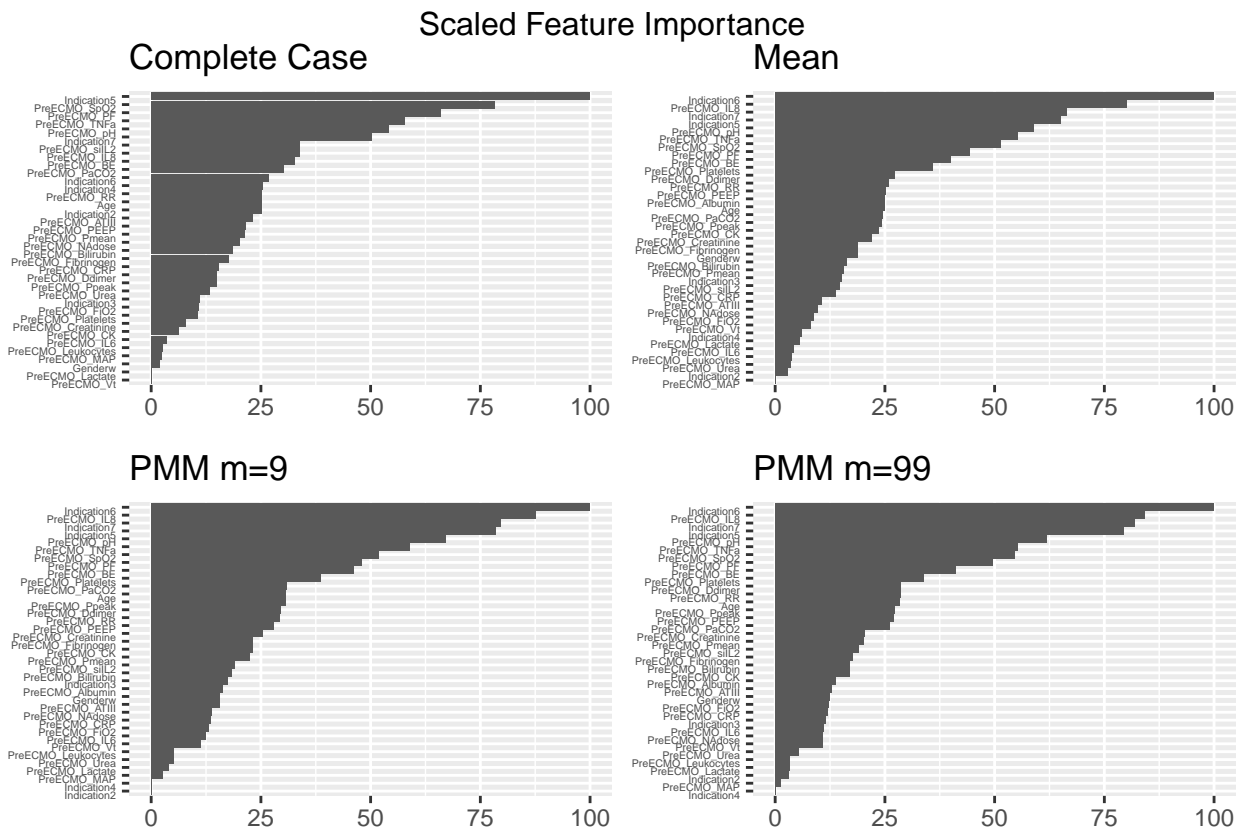 Scaled Feature Importance
Complete Case
Indication5
PreECMO_SpO2
PreECMO_PF
PreECMO_TNFa
PreECMO_pH
Indication7
PreECMO_siIL2
PreECMO_IL8
PreECMO_BE
PreECMO_PaCO2
Indication6
Indication4
PreECMO_RR
Age
Indication2
PreECMO_ATIII
PreECMO_PEEP
PreECMO_Pmean
PreECMO_NAdose
PreECMO_Bilirubin
PreECMO_Fibrinogen
PreECMO_CRP
PreECMO_Ddimer
PreECMO_Ppeak
PreECMO_Urea
Indication3
PreECMO_FiO2
PreECMO_Platelets
PreECMO_Creatinine
PreECMO_CK
PreECMO_IL6
PreECMO_Leukocytes
PreECMO_MAP
Genderw
PreECMO_Lactate
PreECMO_Vt
0 25 50 75 100
Mean
Indication6
PreECMO_IL8
Indication7
Indication5
PreECMO_pH
PreECMO_TNFa
PreECMO_SpO2
PreECMO_PF
PreECMO_BE
PreECMO_Platelets
PreECMO_Ddimer
PreECMO_RR
PreECMO_PEEP
PreECMO_Albumin
Age
PreECMO_PaCO2
PreECMO_Ppeak
PreECMO_CK
PreECMO_Creatinine
PreECMO_Fibrinogen
Genderw
PreECMO_Bilirubin
PreECMO_Pmean
Indication3
PreECMO_siIL2
PreECMO_CRP
PreECMO_ATIII
PreECMO_NAdose
PreECMO_FiO2
PreECMO_Vt
Indication4
PreECMO_Lactate
PreECMO_IL6
PreECMO_Leukocytes
PreECMO_Urea
Indication2
PreECMO_MAP
0 25 50 75 100
PMM m=9
Indication6
PreECMO_IL8
Indication7
Indication5
PreECMO_pH
PreECMO_TNFa
PreECMO_SpO2
PreECMO_PF
PreECMO_BE
PreECMO_Platelets
PreECMO_PaCO2
Age
PreECMO_Ppeak
PreECMO_Ddimer
PreECMO_RR
PreECMO_PEEP
PreECMO_Creatinine
PreECMO_Fibrinogen
PreECMO_CK
PreECMO_Pmean
PreECMO_siIL2
PreECMO_Bilirubin
Indication3
PreECMO_Albumin
Genderw
PreECMO_ATIII
PreECMO_NAdose
PreECMO_CRP
PreECMO_FiO2
PreECMO_IL6
PreECMO_Vt
PreECMO_Leukocytes
PreECMO_Urea
PreECMO_Lactate
PreECMO_MAP
Indication4
Indication2
0 25 50 75 100
PMM m=99
Indication6
PreECMO_IL8
Indication7
Indication5
PreECMO_pH
PreECMO_TNFa
PreECMO_SpO2
PreECMO_PF
PreECMO_BE
PreECMO_Platelets
PreECMO_Ddimer
PreECMO_RR
Age
PreECMO_Ppeak
PreECMO_PEEP
PreECMO_PaCO2
PreECMO_Creatinine
PreECMO_Pmean
PreECMO_siIL2
PreECMO_Fibrinogen
PreECMO_Bilirubin
PreECMO_CK
PreECMO_Albumin
PreECMO_ATIII
Genderw
PreECMO_FiO2
PreECMO_CRP
Indication3
PreECMO_IL6
PreECMO_NAdose
PreECMO_Vt
PreECMO_Urea
PreECMO_Leukocytes
PreECMO_Lactate
Indication2
PreECMO_MAP
Indication4
0 25 50 75 100